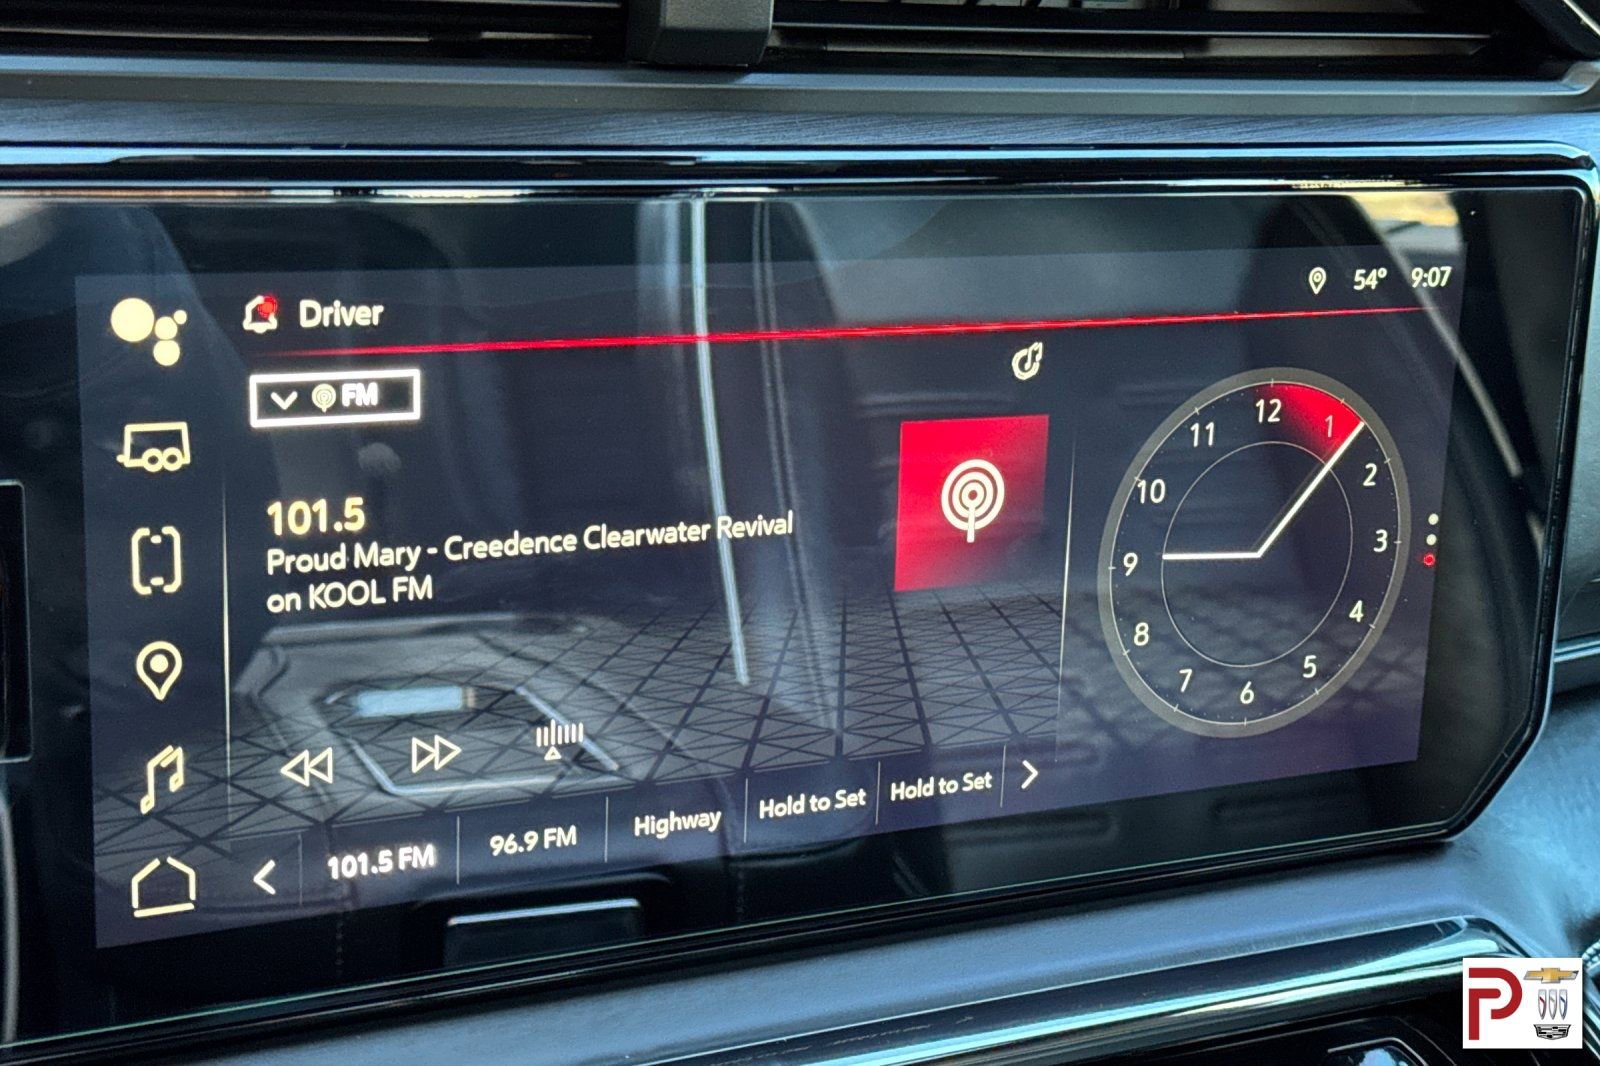 Driver
54° 9:07
FM
101.5
Proud Mary - Creedence Clearwater Revival
on KOOL FM
12
1
2
3
4
5
6
7
8
9
10
11
101.5 FM
96.9 FM
Highway
Hold to Set
Hold to Set
P